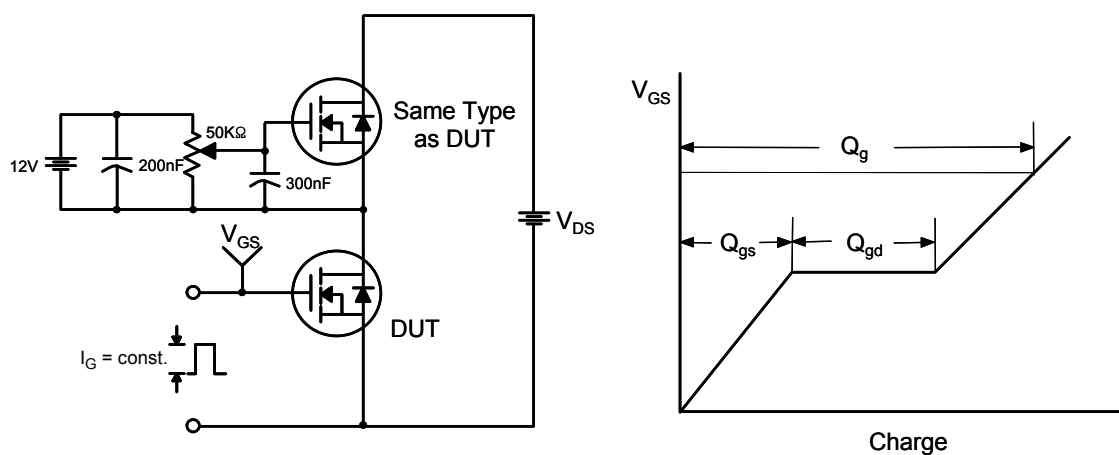 12V
200nF
50KΩ
300nF
Same Type
as DUT
V_GS
DUT
I_G = const.
V_DS
V_GS
Q_g
Q_gs
Q_gd
Charge